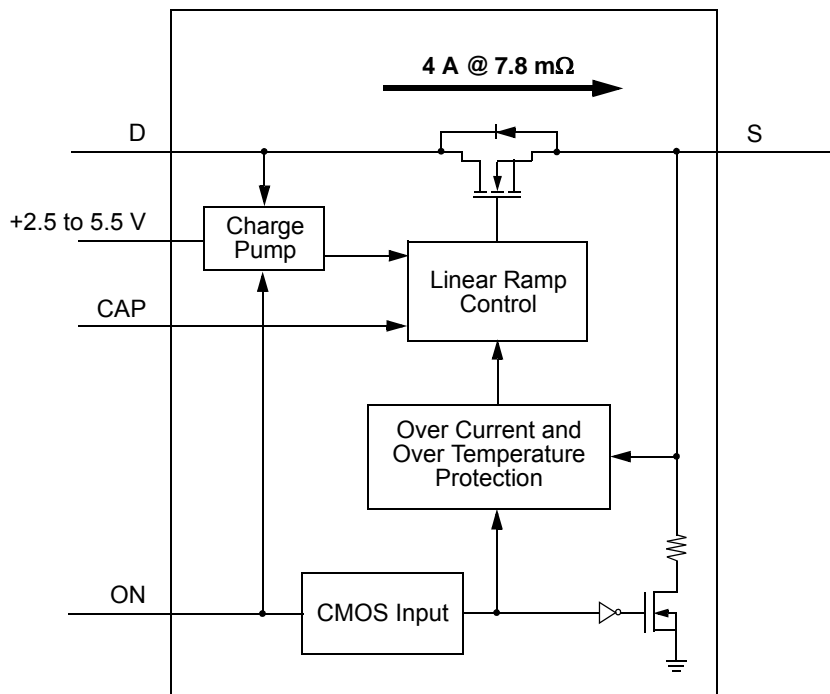 4 A @ 7.8 mΩ
D
S
+2.5 to 5.5 V
Charge
Pump
Linear Ramp
Control
CAP
Over Current and
Over Temperature
Protection
ON
CMOS Input